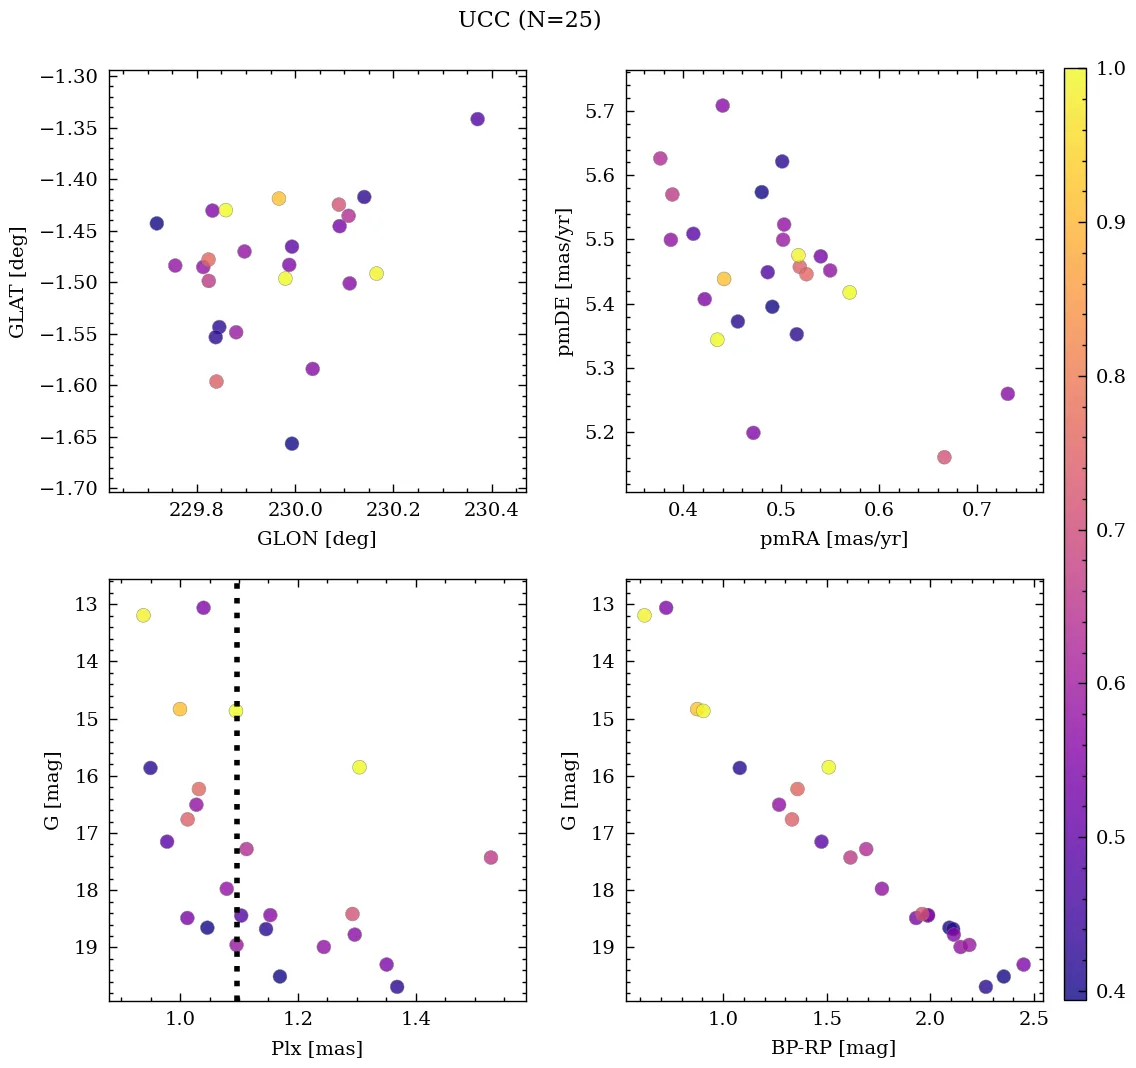 UCC (N=25)
−1.30
−1.35
−1.40
−1.45
−1.50
−1.55
−1.60
−1.65
−1.70
GLAT [deg]
229.8 230.0 230.2 230.4
GLON [deg]
5.7
5.6
5.5
5.4
5.3
5.2
pmDE [mas/yr]
0.4 0.5 0.6 0.7
pmRA [mas/yr]
1.0
0.9
0.8
0.7
0.6
0.5
0.4
13
14
15
16
17
18
19
G [mag]
1.0 1.2 1.4
Plx [mas]
13
14
15
16
17
18
19
G [mag]
1.0 1.5 2.0 2.5
BP-RP [mag]